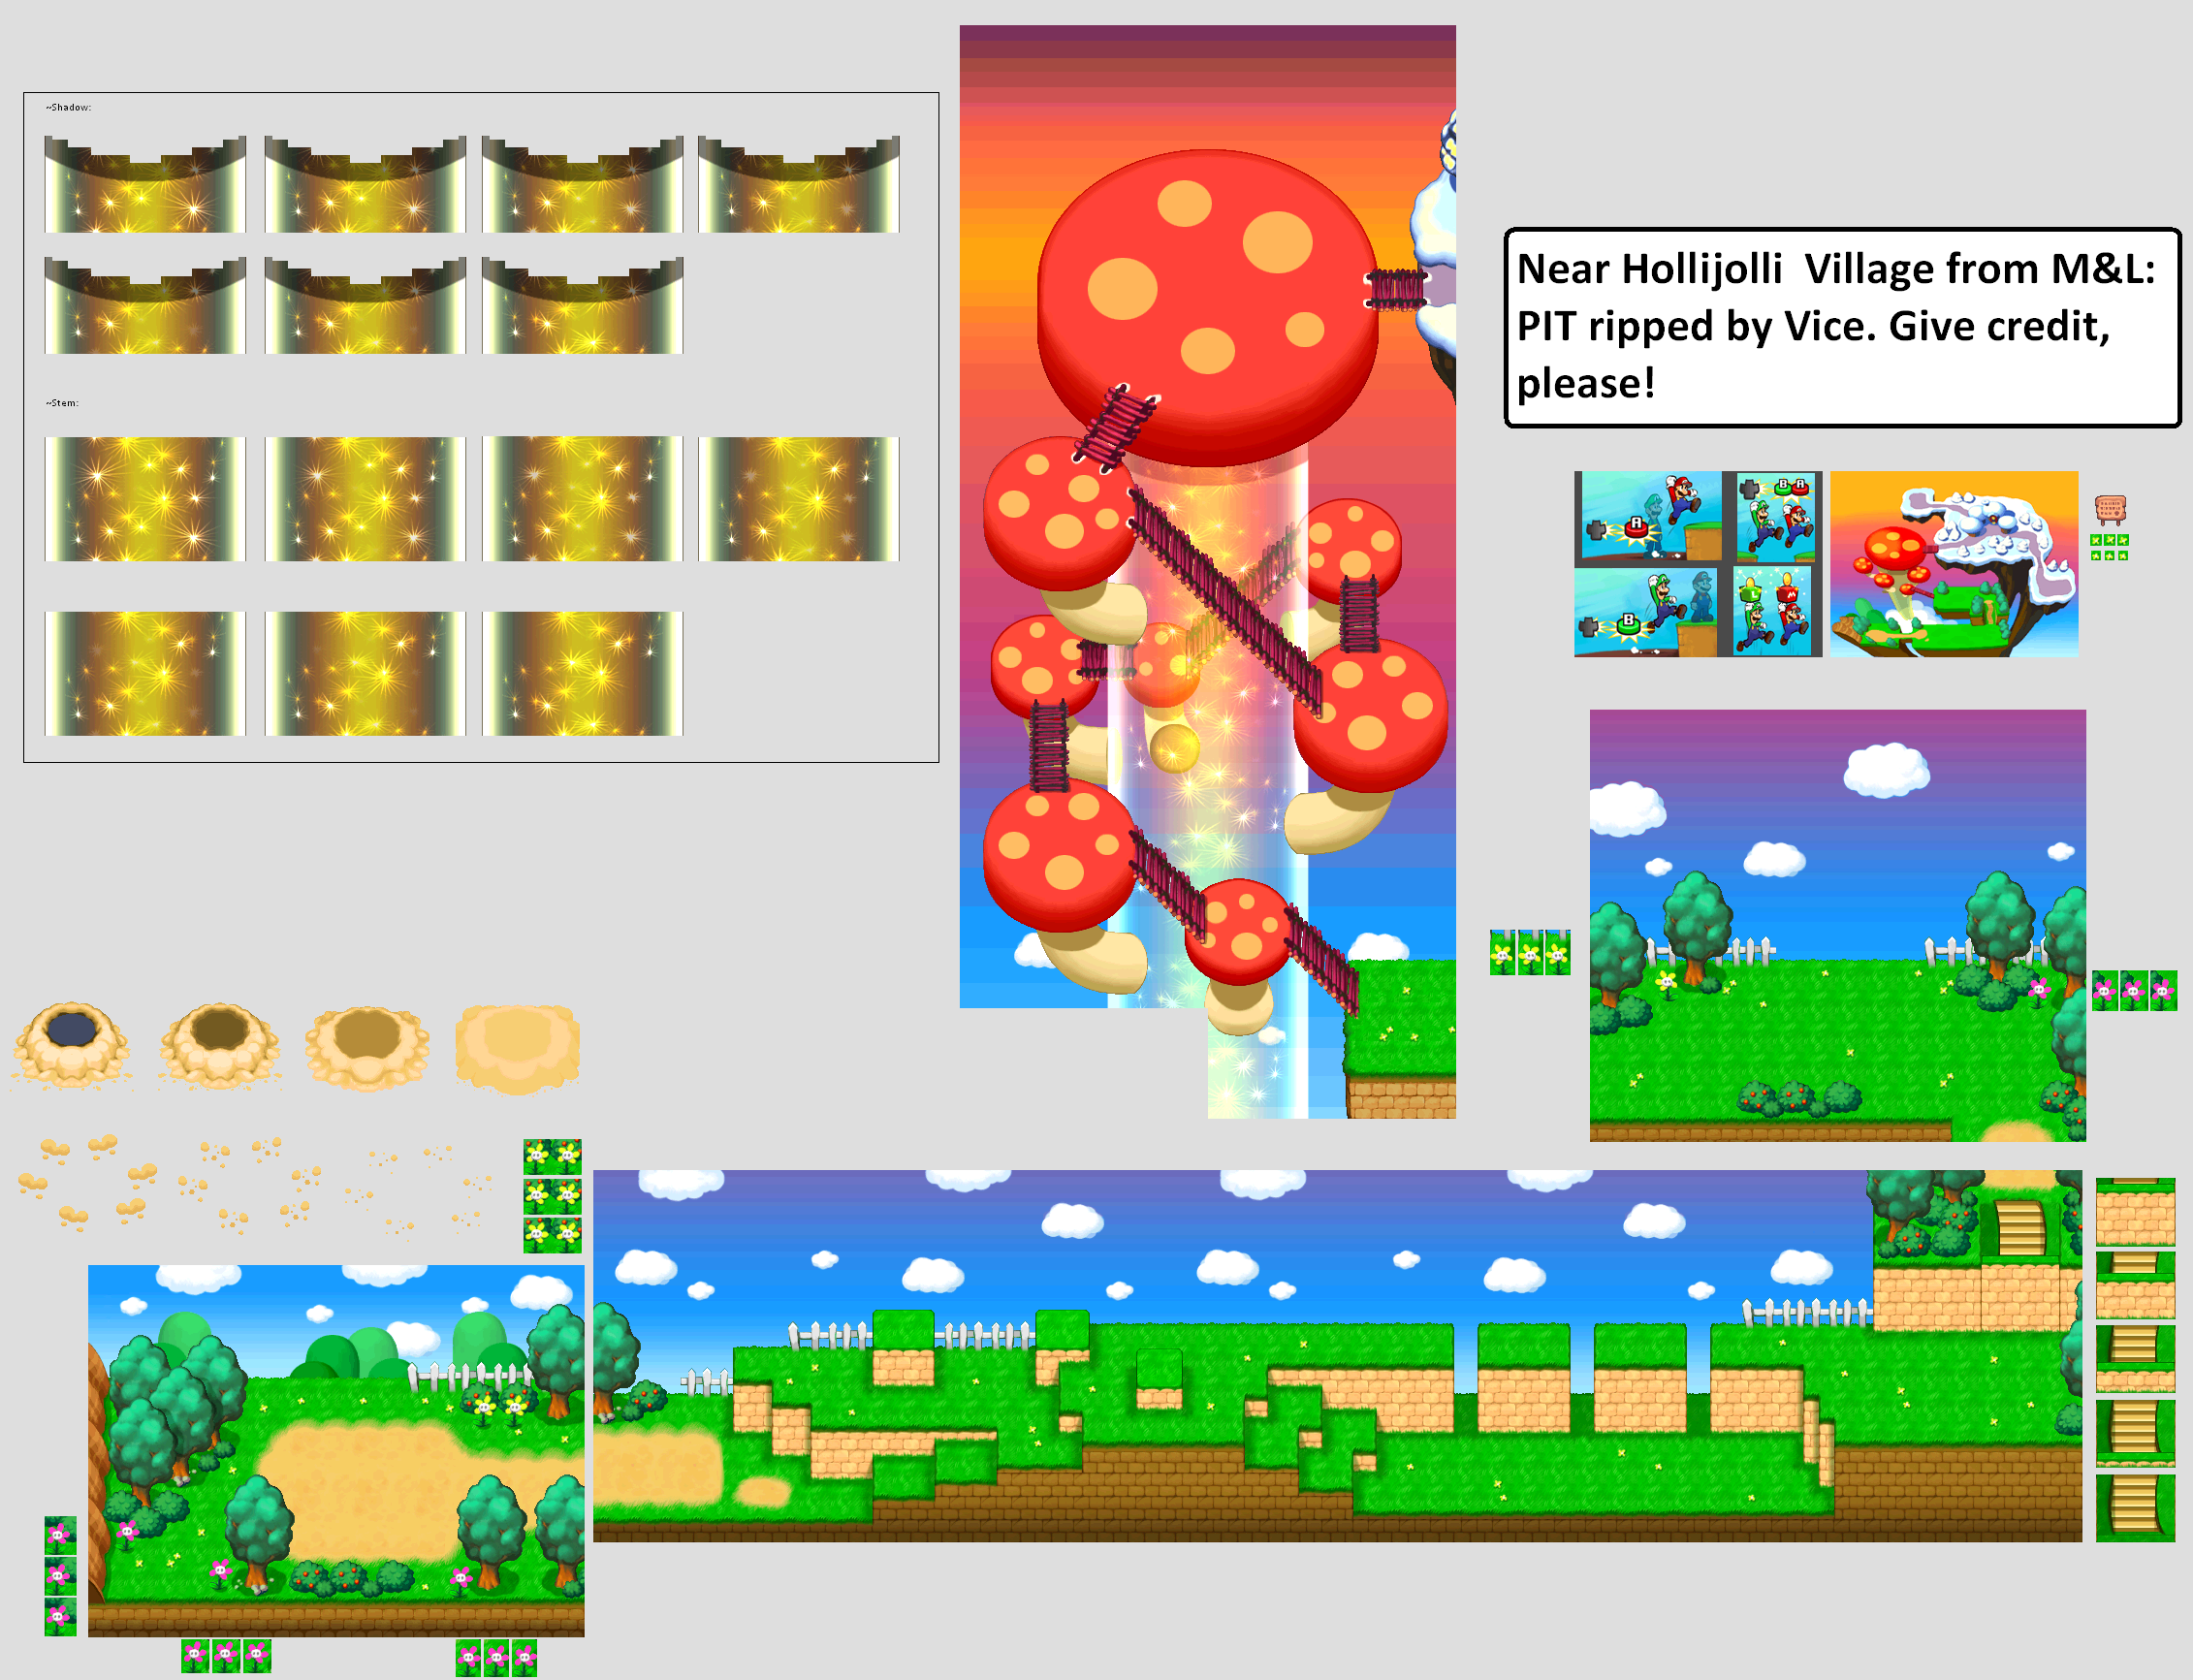 ~Shadow:
~Stem:
Near Hollijolli  Village from M&L:
PIT ripped by Vice. Give credit,
please!
A
B A
B
L M